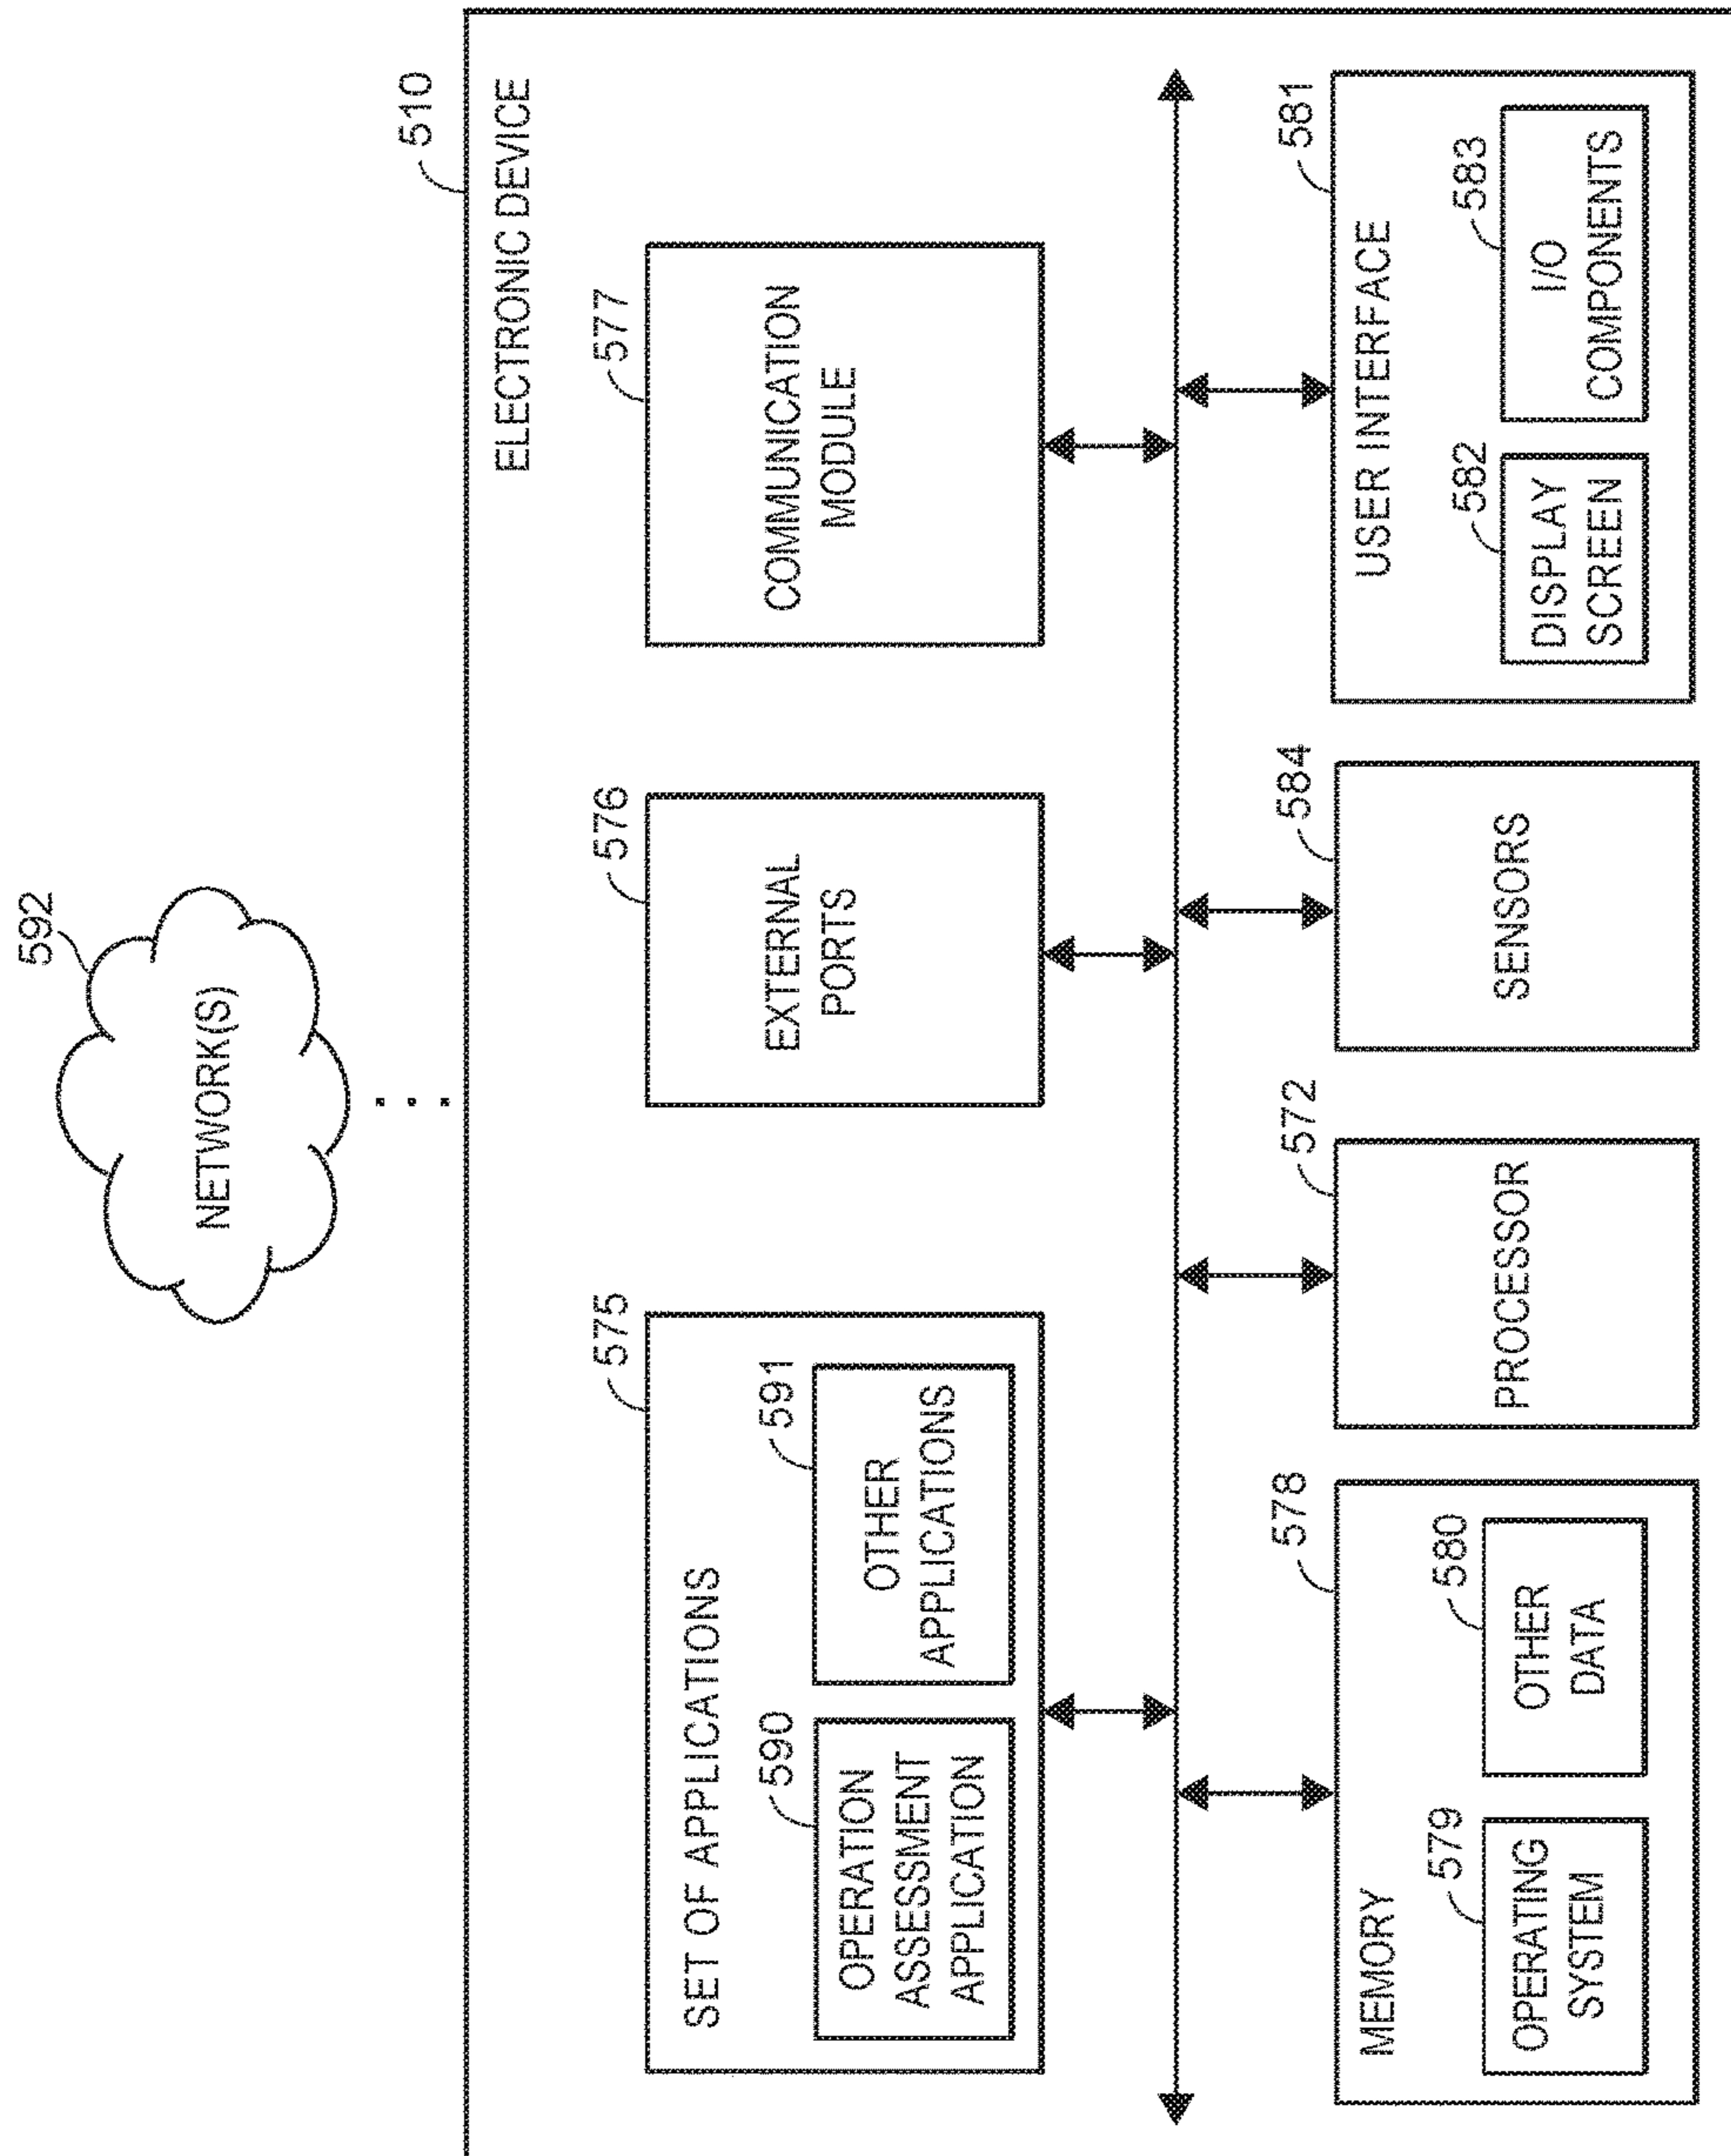 592
NETWORK(S)
510
ELECTRONIC DEVICE
575
SET OF APPLICATIONS
590
OPERATION
ASSESSMENT
APPLICATION
591
OTHER
APPLICATIONS
576
EXTERNAL
PORTS
577
COMMUNICATION
MODULE
578
MEMORY
579
OPERATING
SYSTEM
580
OTHER
DATA
572
PROCESSOR
584
SENSORS
581
USER INTERFACE
582
DISPLAY
SCREEN
583
I/O
COMPONENTS